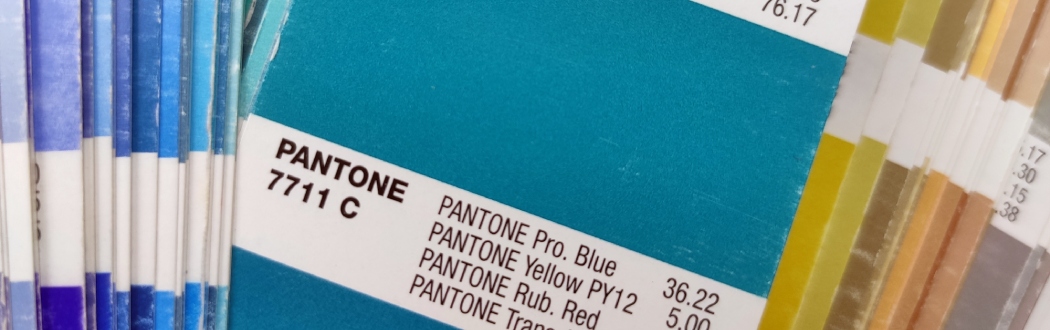 76.17
PANTONE
7711 C
PANTONE Pro. Blue 36.22
PANTONE Yellow PY12 5.00
PANTONE Rub. Red
PANTONE
.17
.30
.15
.38